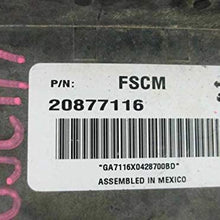 P/N: FSCM
20877116
"GA7116X0428700BD"
ASSEMBLED IN MEXICO